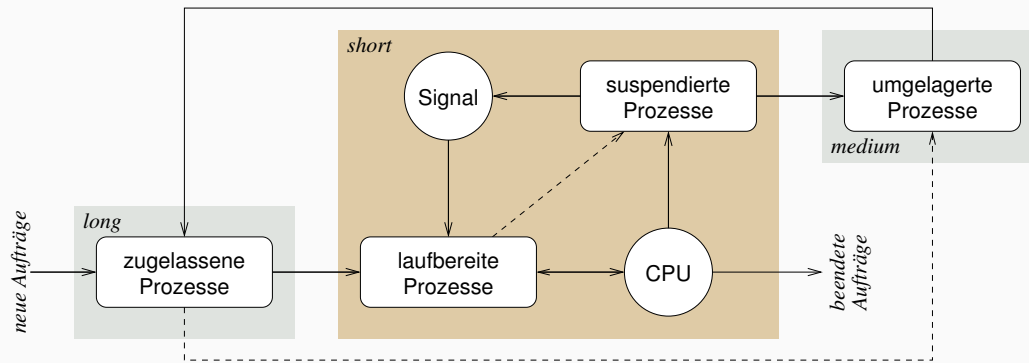 short
Signal
suspendierte
Prozesse
umgelagerte
Prozesse
medium
long
neue Aufträge
zugelassene
Prozesse
laufbereite
Prozesse
CPU
beendete
Aufträge